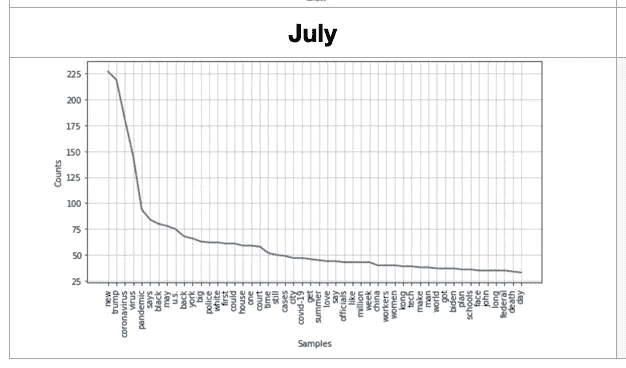 July
225
200
175
150
125
100
75
50
25
Counts
new
trump
coronavirus
virus
pandemic
says
black
may
u.s.
back
york
big
police
white
first
could
house
one
court
time
still
cases
city
covid-19
get
summer
love
say
officials
like
million
week
china
workers
women
kong
tech
make
man
world
got
biden
plan
schools
face
john
long
federal
death
day
Samples